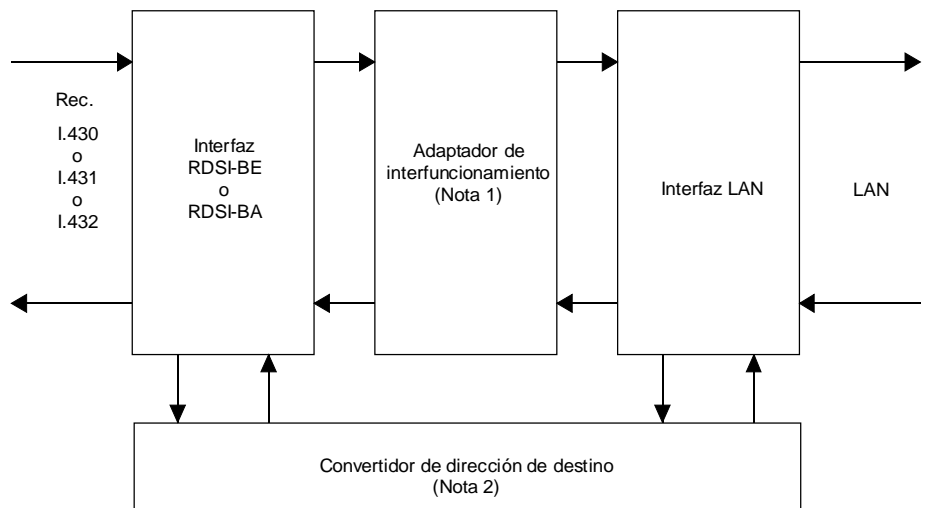 Rec.
I.430
o
I.431
o
I.432
Interfaz
RDSI-BE
o
RDSI-BA
Adaptador de
interfuncionamiento
(Nota 1)
Interfaz LAN
LAN
Convertidor de dirección de destino
(Nota 2)